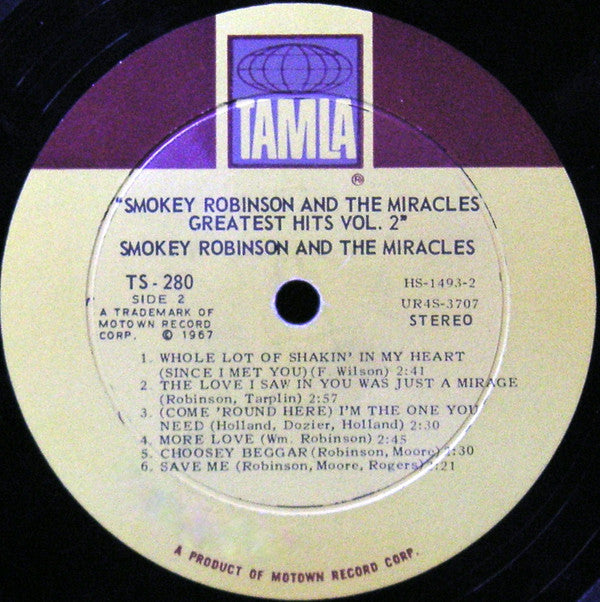 TAMLA
®
"SMOKEY ROBINSON AND THE MIRACLES
GREATEST HITS VOL. 2"
SMOKEY ROBINSON AND THE MIRACLES
TS - 280
SIDE 2
A TRADEMARK OF
MOTOWN RECORD
CORP. © 1967
HS-1493-2
UR4S-3707
STEREO
1. WHOLE LOT OF SHAKIN' IN MY HEART
(SINCE I MET YOU) (F. Wilson) 2:41
2. THE LOVE I SAW IN YOU WAS JUST A MIRAGE
(Robinson, Tarplin) 2:57
3. (COME 'ROUND HERE) I'M THE ONE YOU
NEED (Holland, Dozier, Holland) 2:30
4. MORE LOVE (Wm. Robinson) 2:45
5. CHOOSEY BEGGAR (Robinson, Moore) 2:30
6. SAVE ME (Robinson, Moore, Rogers) 2:21
A PRODUCT OF MOTOWN RECORD CORP.